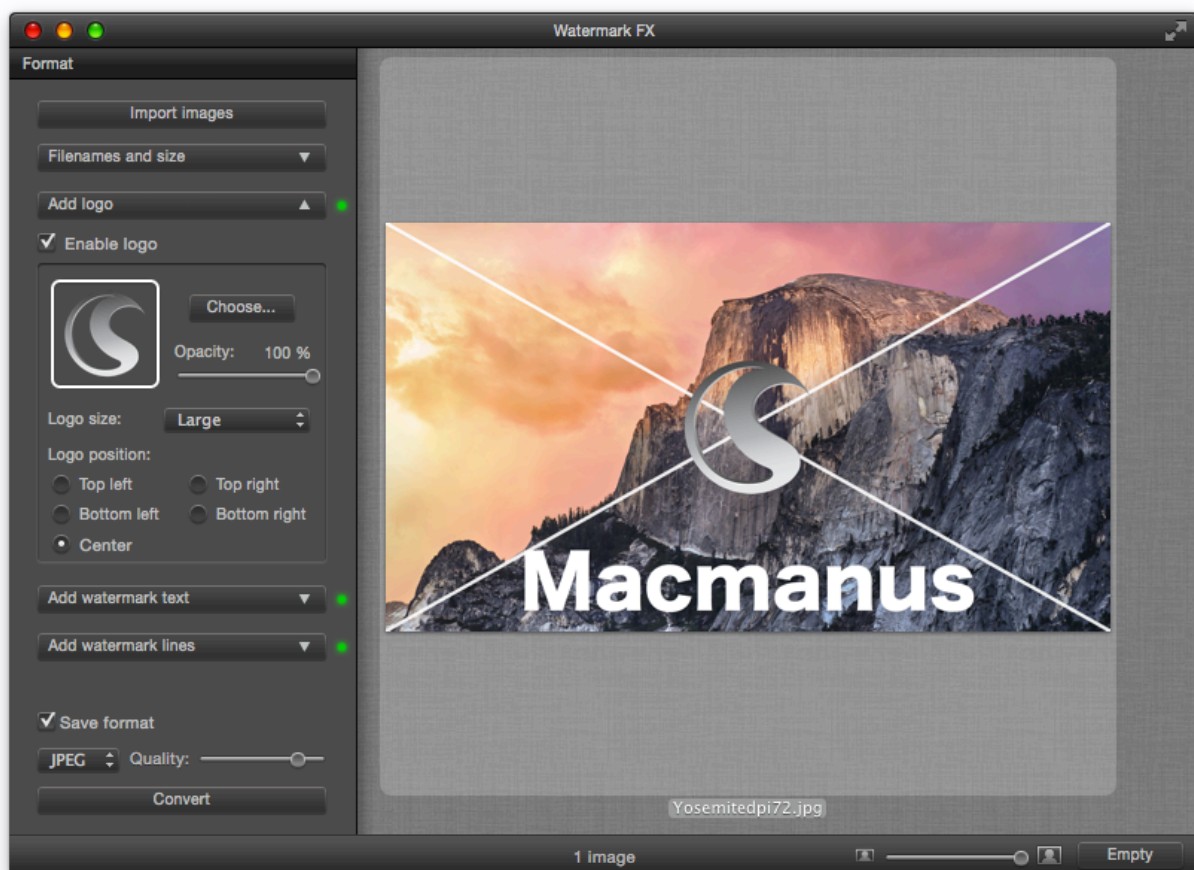 Watermark FX
Format
Import images
Filenames and size
Add logo
Enable logo
Choose...
Opacity: 100 %
Logo size: Large
Logo position:
Top left Top right
Bottom left Bottom right
Center
Add watermark text
Add watermark lines
Save format
JPEG Quality:
Convert
Macmanus
Yosemitedpi72.jpg
1 image
Empty